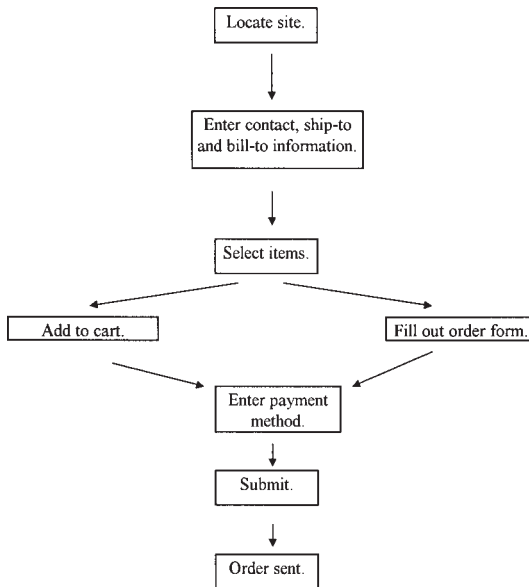 Locate site.
Enter contact, ship-to
and bill-to information.
Select items.
Add to cart.
Fill out order form.
Enter payment
method.
Submit.
Order sent.